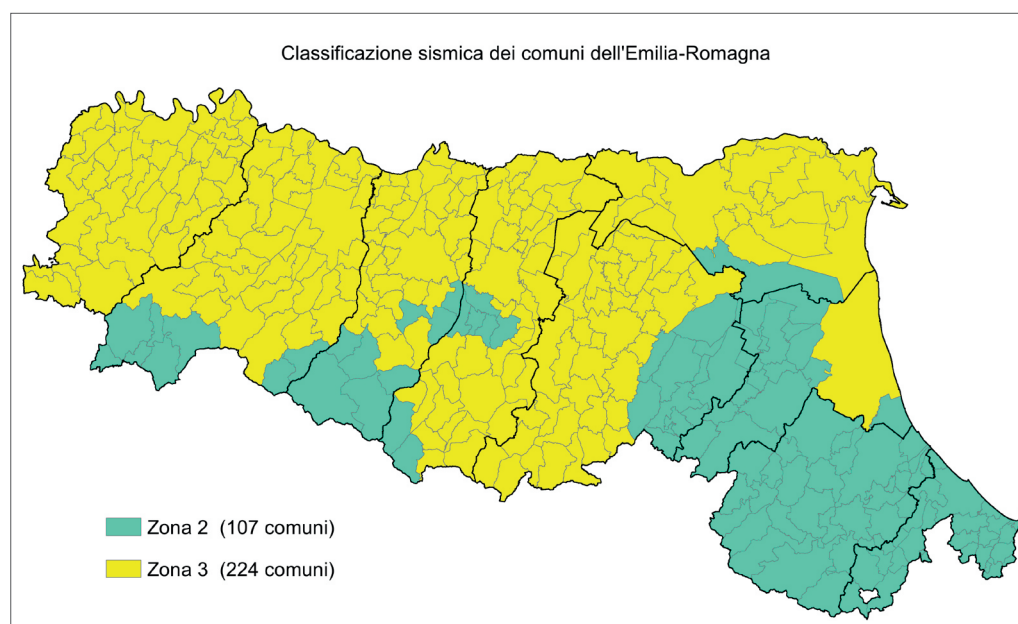 Classificazione sismica dei comuni dell'Emilia-Romagna
Zona 2 (107 comuni)
Zona 3 (224 comuni)